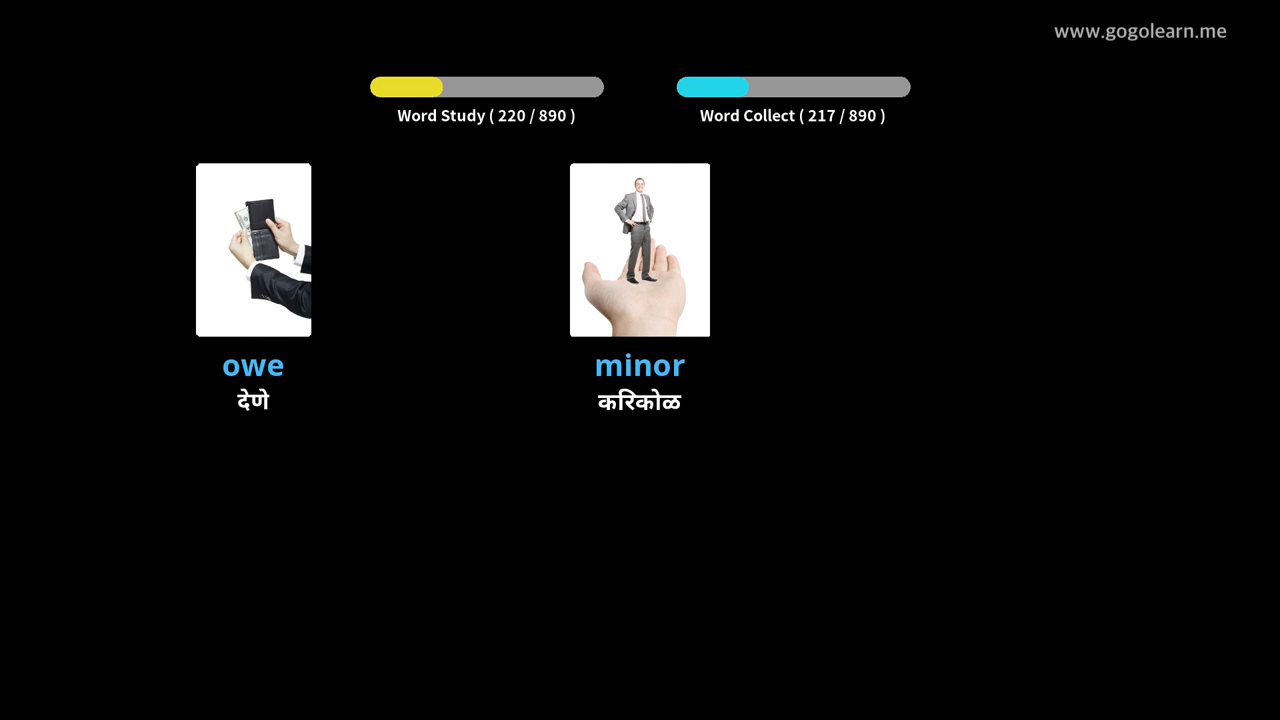 www.gogolearn.me
Word Study ( 220 / 890 )
Word Collect ( 217 / 890 )
owe
देणे
minor
करिकोळ